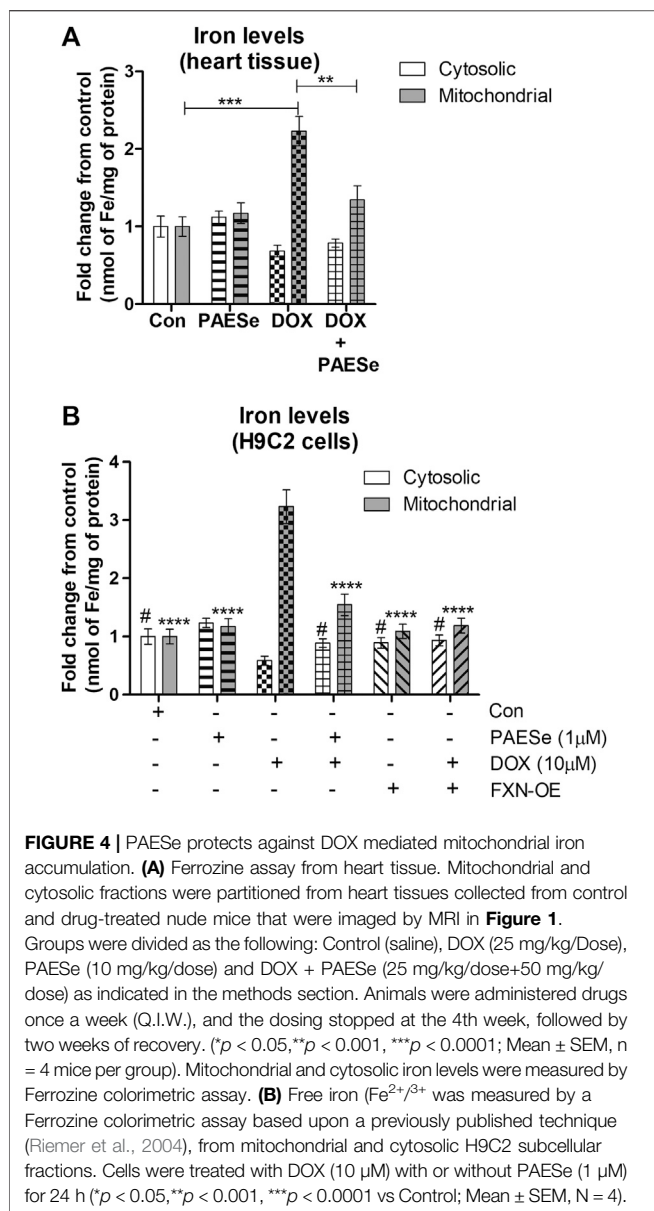 A
Iron levels
(heart tissue)
Fold change from control
(nmol of Fe/mg of protein)
3
2
1
0
***
**
Cytosolic
Mitochondrial
Con PAESe DOX DOX
+
PAESe
B
Iron levels
(H9C2 cells)
Fold change from control
(nmol of Fe/mg of protein)
4
3
2
1
0
Cytosolic
Mitochondrial
# **** **** # **** # **** # ****
+ - - - - - Con
- + - + - - PAESe (1μM)
- - + + - + DOX (10μM)
- - - - + + FXN-OE
FIGURE 4 | PAESe protects against DOX mediated mitochondrial iron
accumulation. (A) Ferrozine assay from heart tissue. Mitochondrial and
cytosolic fractions were partitioned from heart tissues collected from control
and drug-treated nude mice that were imaged by MRI in Figure 1.
Groups were divided as the following: Control (saline), DOX (25 mg/kg/Dose),
PAESe (10 mg/kg/dose) and DOX + PAESe (25 mg/kg/dose+50 mg/kg/
dose) as indicated in the methods section. Animals were administered drugs
once a week (Q.I.W.), and the dosing stopped at the 4th week, followed by
two weeks of recovery. (*p < 0.05,**p < 0.001, ***p < 0.0001; Mean ± SEM, n
= 4 mice per group). Mitochondrial and cytosolic iron levels were measured by
Ferrozine colorimetric assay. (B) Free iron (Fe2+/3+ was measured by a
Ferrozine colorimetric assay based upon a previously published technique
(Riemer et al., 2004), from mitochondrial and cytosolic H9C2 subcellular
fractions. Cells were treated with DOX (10 μM) with or without PAESe (1 μM)
for 24 h (*p < 0.05,**p < 0.001, ***p < 0.0001 vs Control; Mean ± SEM, N = 4).